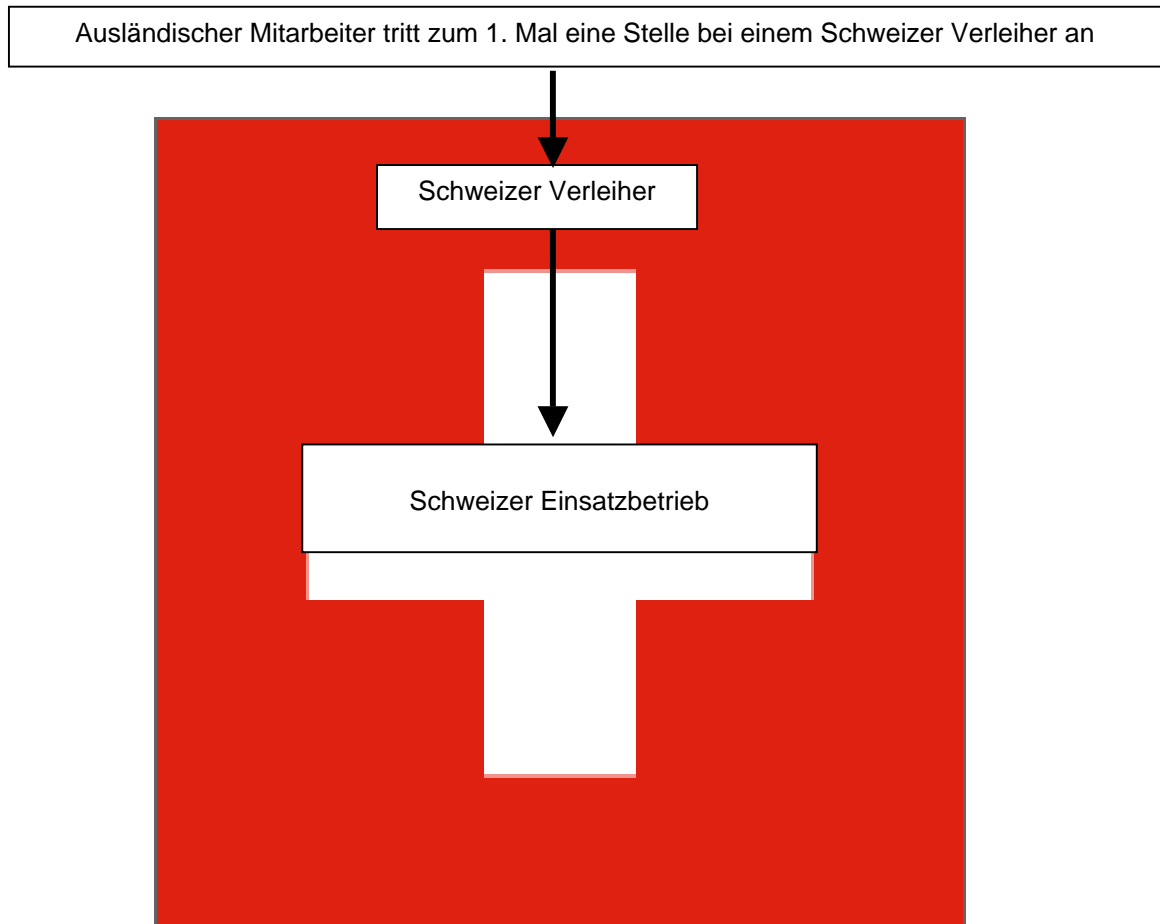 Ausländischer Mitarbeiter tritt zum 1. Mal eine Stelle bei einem Schweizer Verleiher an
Schweizer Verleiher
Schweizer Einsatzbetrieb